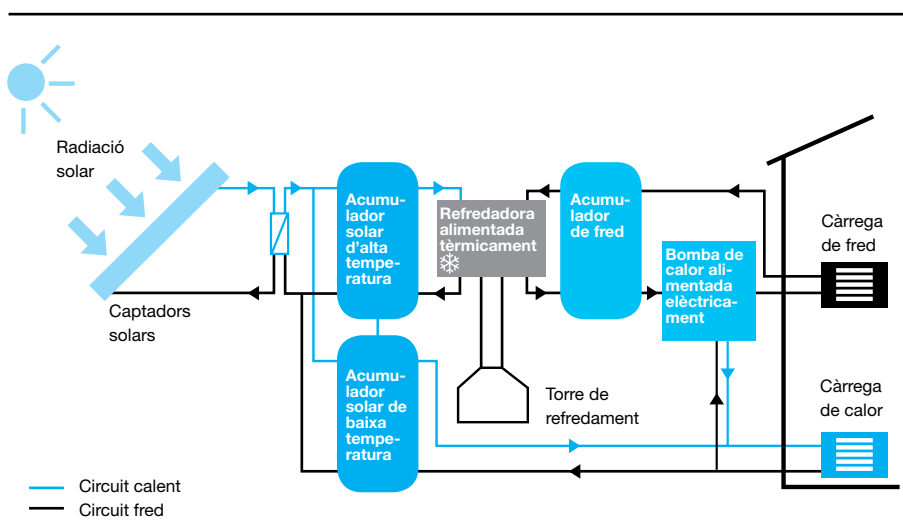 Radiació
solar
Captadors
solars
Acumu-
lador
solar
d'alta
tempe-
ratura
Refredadora
alimentada
tèrmicament
Acumu-
lador
de fred
Bomba de
calor ali-
mentada
elèctrica-
ment
Càrrega
de fred
Acumu-
lador
solar de
baixa
tempe-
ratura
Torre de
refredament
Càrrega
de calor
Circuit calent
Circuit fred